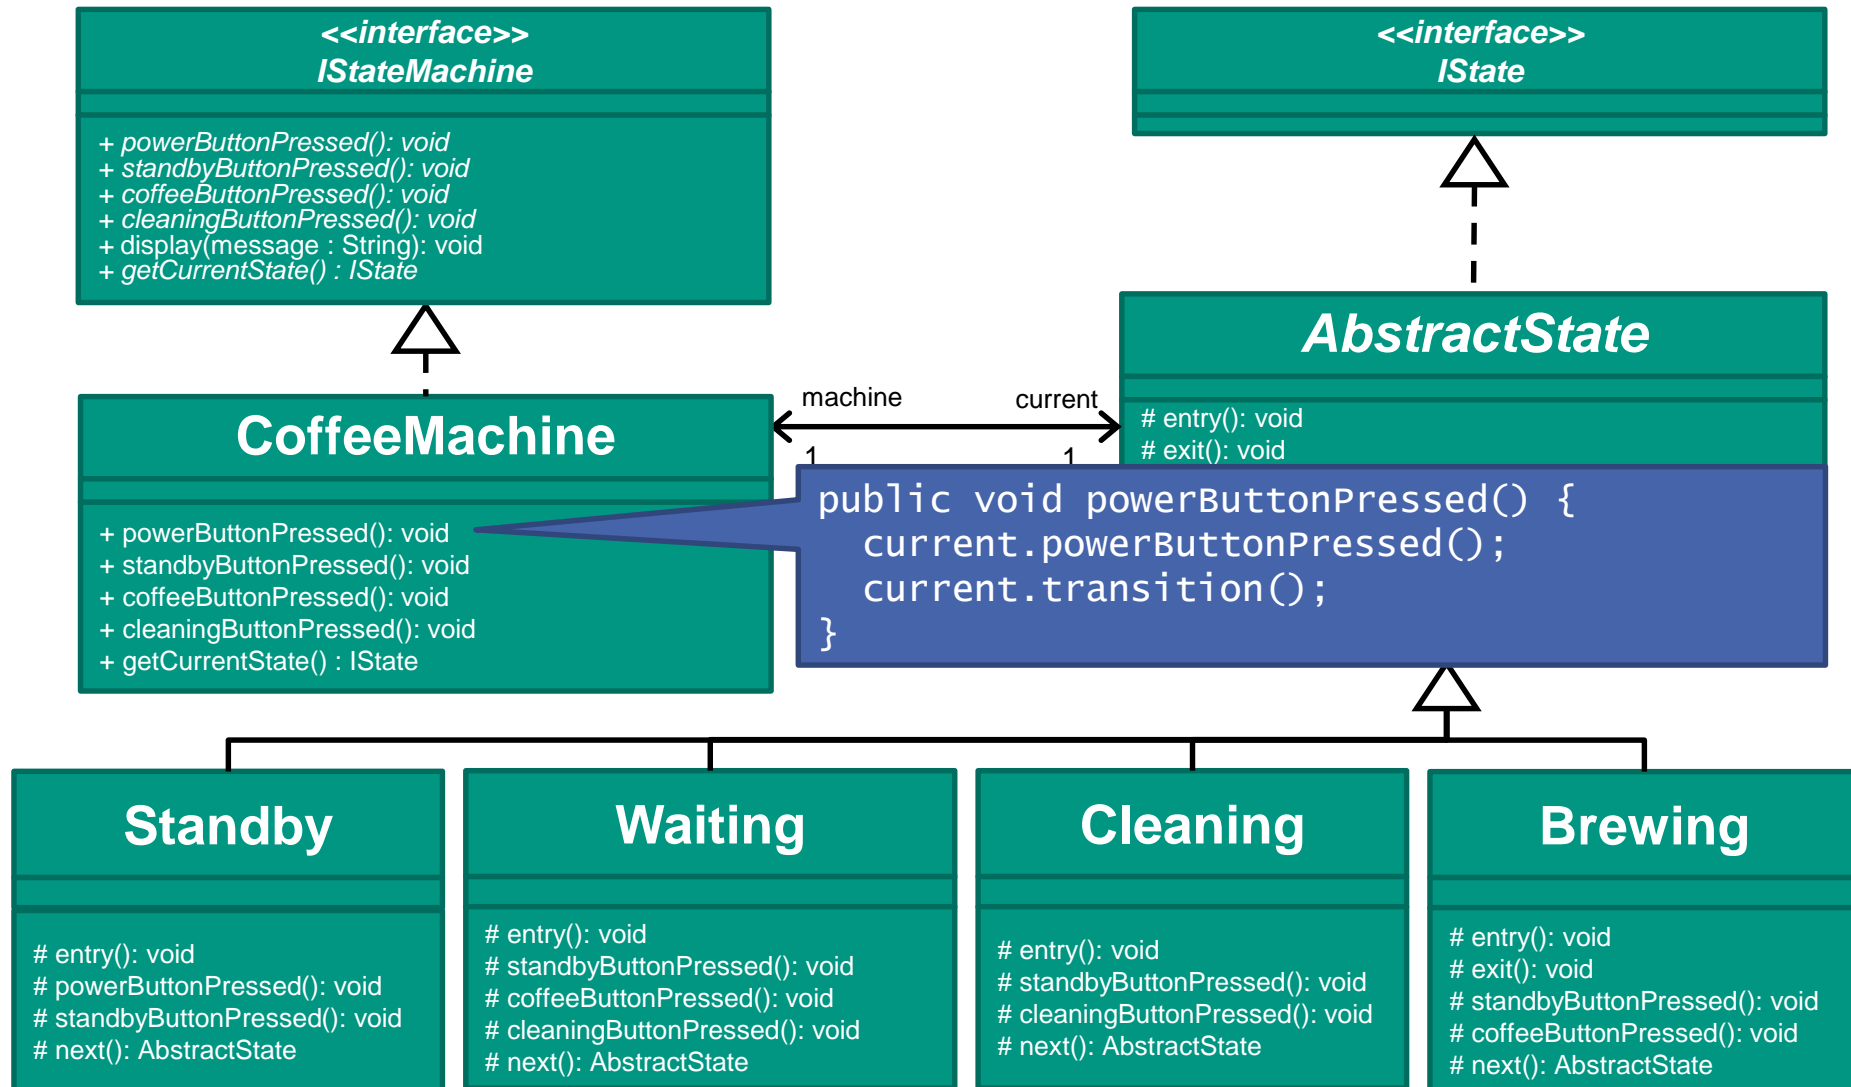 <<interface>>
IStateMachine
+ powerButtonPressed(): void
+ standbyButtonPressed(): void
+ coffeeButtonPressed(): void
+ cleaningButtonPressed(): void
+ display(message : String): void
+ getCurrentState() : IState
<<interface>>
IState
AbstractState
# entry(): void
# exit(): void
machine
current
1
1
CoffeeMachine
+ powerButtonPressed(): void
+ standbyButtonPressed(): void
+ coffeeButtonPressed(): void
+ cleaningButtonPressed(): void
+ getCurrentState() : IState
public void powerButtonPressed() {
current.powerButtonPressed();
current.transition();
}
Standby
# entry(): void
# powerButtonPressed(): void
# standbyButtonPressed(): void
# next(): AbstractState
Waiting
# entry(): void
# standbyButtonPressed(): void
# coffeeButtonPressed(): void
# cleaningButtonPressed(): void
# next(): AbstractState
Cleaning
# entry(): void
# standbyButtonPressed(): void
# cleaningButtonPressed(): void
# next(): AbstractState
Brewing
# entry(): void
# exit(): void
# standbyButtonPressed(): void
# coffeeButtonPressed(): void
# next(): AbstractState